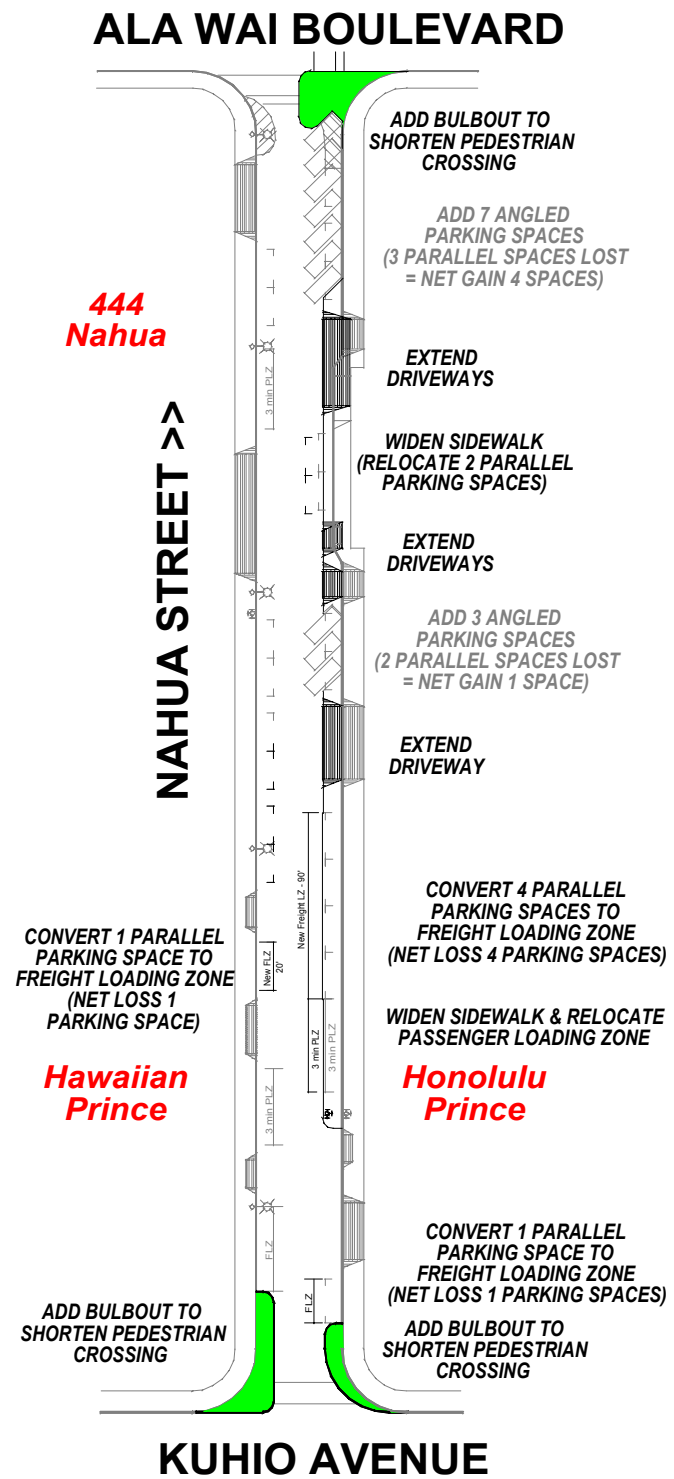 ALA WAI BOULEVARD
ADD BULBOUT TO
SHORTEN PEDESTRIAN
CROSSING
ADD 7 ANGLED
PARKING SPACES
(3 PARALLEL SPACES LOST
= NET GAIN 4 SPACES)
444
Nahua
3 min PLZ
EXTEND
DRIVEWAYS
NAHUA STREET >>
WIDEN SIDEWALK
(RELOCATE 2 PARALLEL
PARKING SPACES)
EXTEND
DRIVEWAYS
ADD 3 ANGLED
PARKING SPACES
(2 PARALLEL SPACES LOST
= NET GAIN 1 SPACE)
EXTEND
DRIVEWAY
New Freight LZ - 90'
CONVERT 4 PARALLEL
PARKING SPACES TO
FREIGHT LOADING ZONE
(NET LOSS 4 PARKING SPACES)
CONVERT 1 PARALLEL
PARKING SPACE TO
FREIGHT LOADING ZONE
(NET LOSS 1
PARKING SPACE)
New FLZ
20'
WIDEN SIDEWALK & RELOCATE
PASSENGER LOADING ZONE
3 min PLZ
3 min PLZ
Hawaiian
Prince
3 min PLZ
Honolulu
Prince
FLZ
CONVERT 1 PARALLEL
PARKING SPACE TO
FREIGHT LOADING ZONE
(NET LOSS 1 PARKING SPACES)
FLZ
ADD BULBOUT TO
SHORTEN PEDESTRIAN
CROSSING
ADD BULBOUT TO
SHORTEN PEDESTRIAN
CROSSING
KUHIO AVENUE